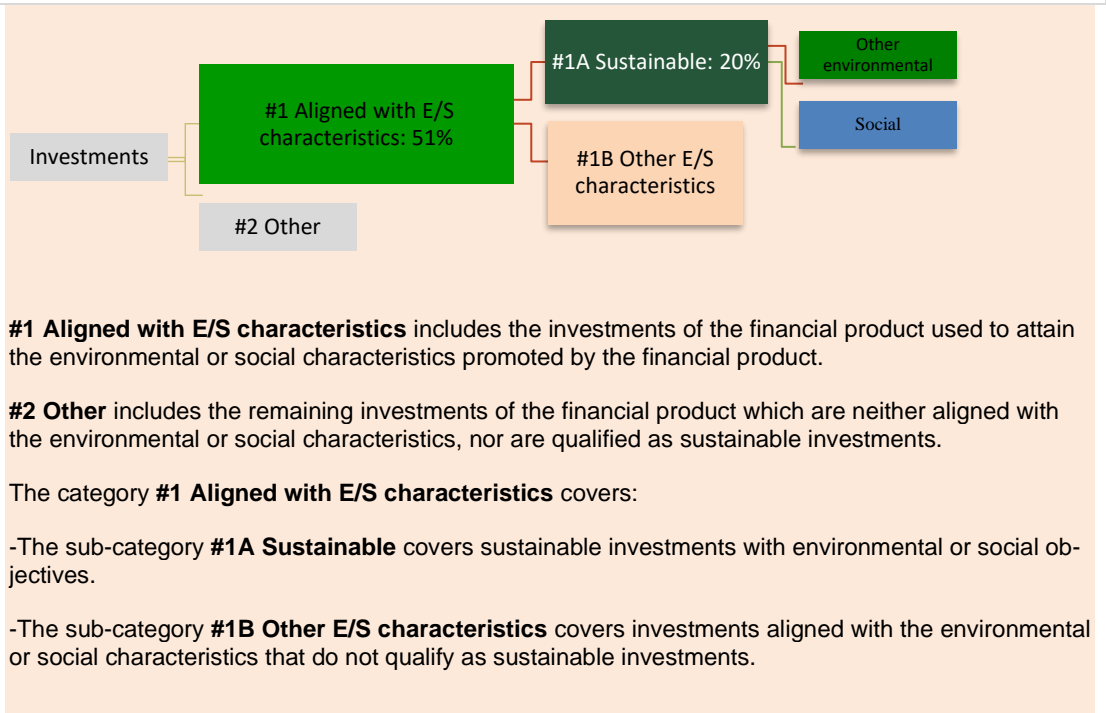 #1A Sustainable: 20%
Other
environmental
#1 Aligned with E/S
characteristics: 51%
Social
Investments
#1B Other E/S
characteristics
#2 Other
#1 Aligned with E/S characteristics includes the investments of the financial product used to attain
the environmental or social characteristics promoted by the financial product.
#2 Other includes the remaining investments of the financial product which are neither aligned with
the environmental or social characteristics, nor are qualified as sustainable investments.
The category #1 Aligned with E/S characteristics covers:
-The sub-category #1A Sustainable covers sustainable investments with environmental or social ob-
jectives.
-The sub-category #1B Other E/S characteristics covers investments aligned with the environmental
or social characteristics that do not qualify as sustainable investments.